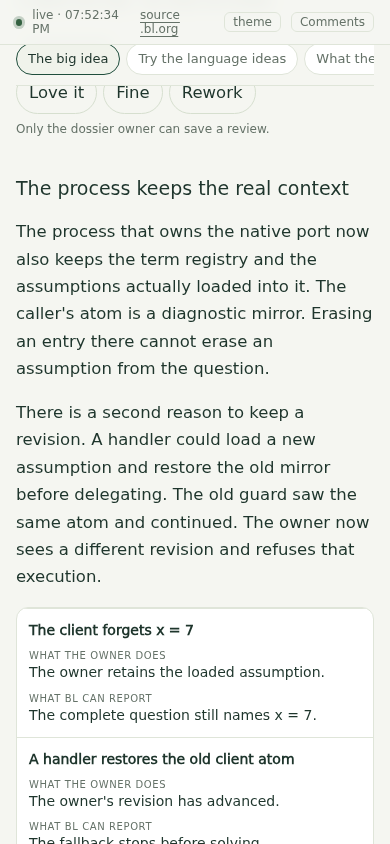 live · 07:52:34
PM
source
.bl.org
theme
Comments
The big idea
Try the language ideas
What the
Love it
Fine
Rework
Only the dossier owner can save a review.
The process keeps the real context
The process that owns the native port now
also keeps the term registry and the
assumptions actually loaded into it. The
caller's atom is a diagnostic mirror. Erasing
an entry there cannot erase an
assumption from the question.
There is a second reason to keep a
revision. A handler could load a new
assumption and restore the old mirror
before delegating. The old guard saw the
same atom and continued. The owner now
sees a different revision and refuses that
execution.
The client forgets x = 7
WHAT THE OWNER DOES
The owner retains the loaded assumption.
WHAT BL CAN REPORT
The complete question still names x = 7.
A handler restores the old client atom
WHAT THE OWNER DOES
The owner's revision has advanced.
WHAT BL CAN REPORT
The fallback stops before solving.